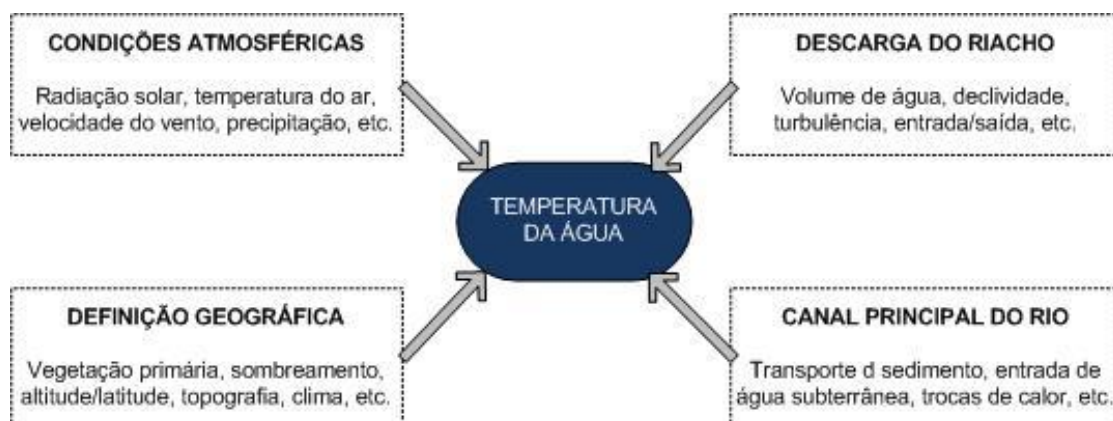 CONDIÇÕES ATMOSFÉRICAS
Radiação solar, temperatura do ar,
velocidade do vento, precipitação, etc.
DESCARGA DO RIACHO
Volume de água, declividade,
turbulência, entrada/saída, etc.
TEMPERATURA
DA ÁGUA
DEFINIÇÃO GEOGRÁFICA
Vegetação primária, sombreamento,
altitude/latitude, topografia, clima, etc.
CANAL PRINCIPAL DO RIO
Transporte d sedimento, entrada de
água subterrânea, trocas de calor, etc.